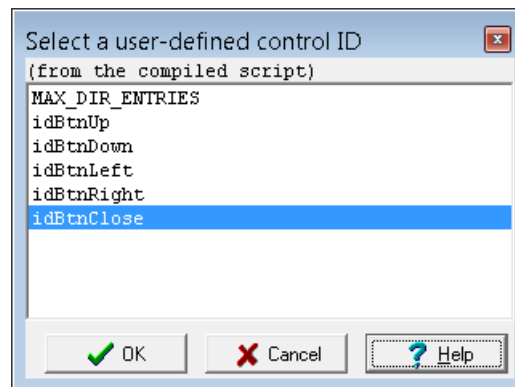 Select a user-defined control ID
(from the compiled script)
MAX_DIR_ENTRIES
idBtnUp
idBtnDown
idBtnLeft
idBtnRight
idBtnClose
OK Cancel Help